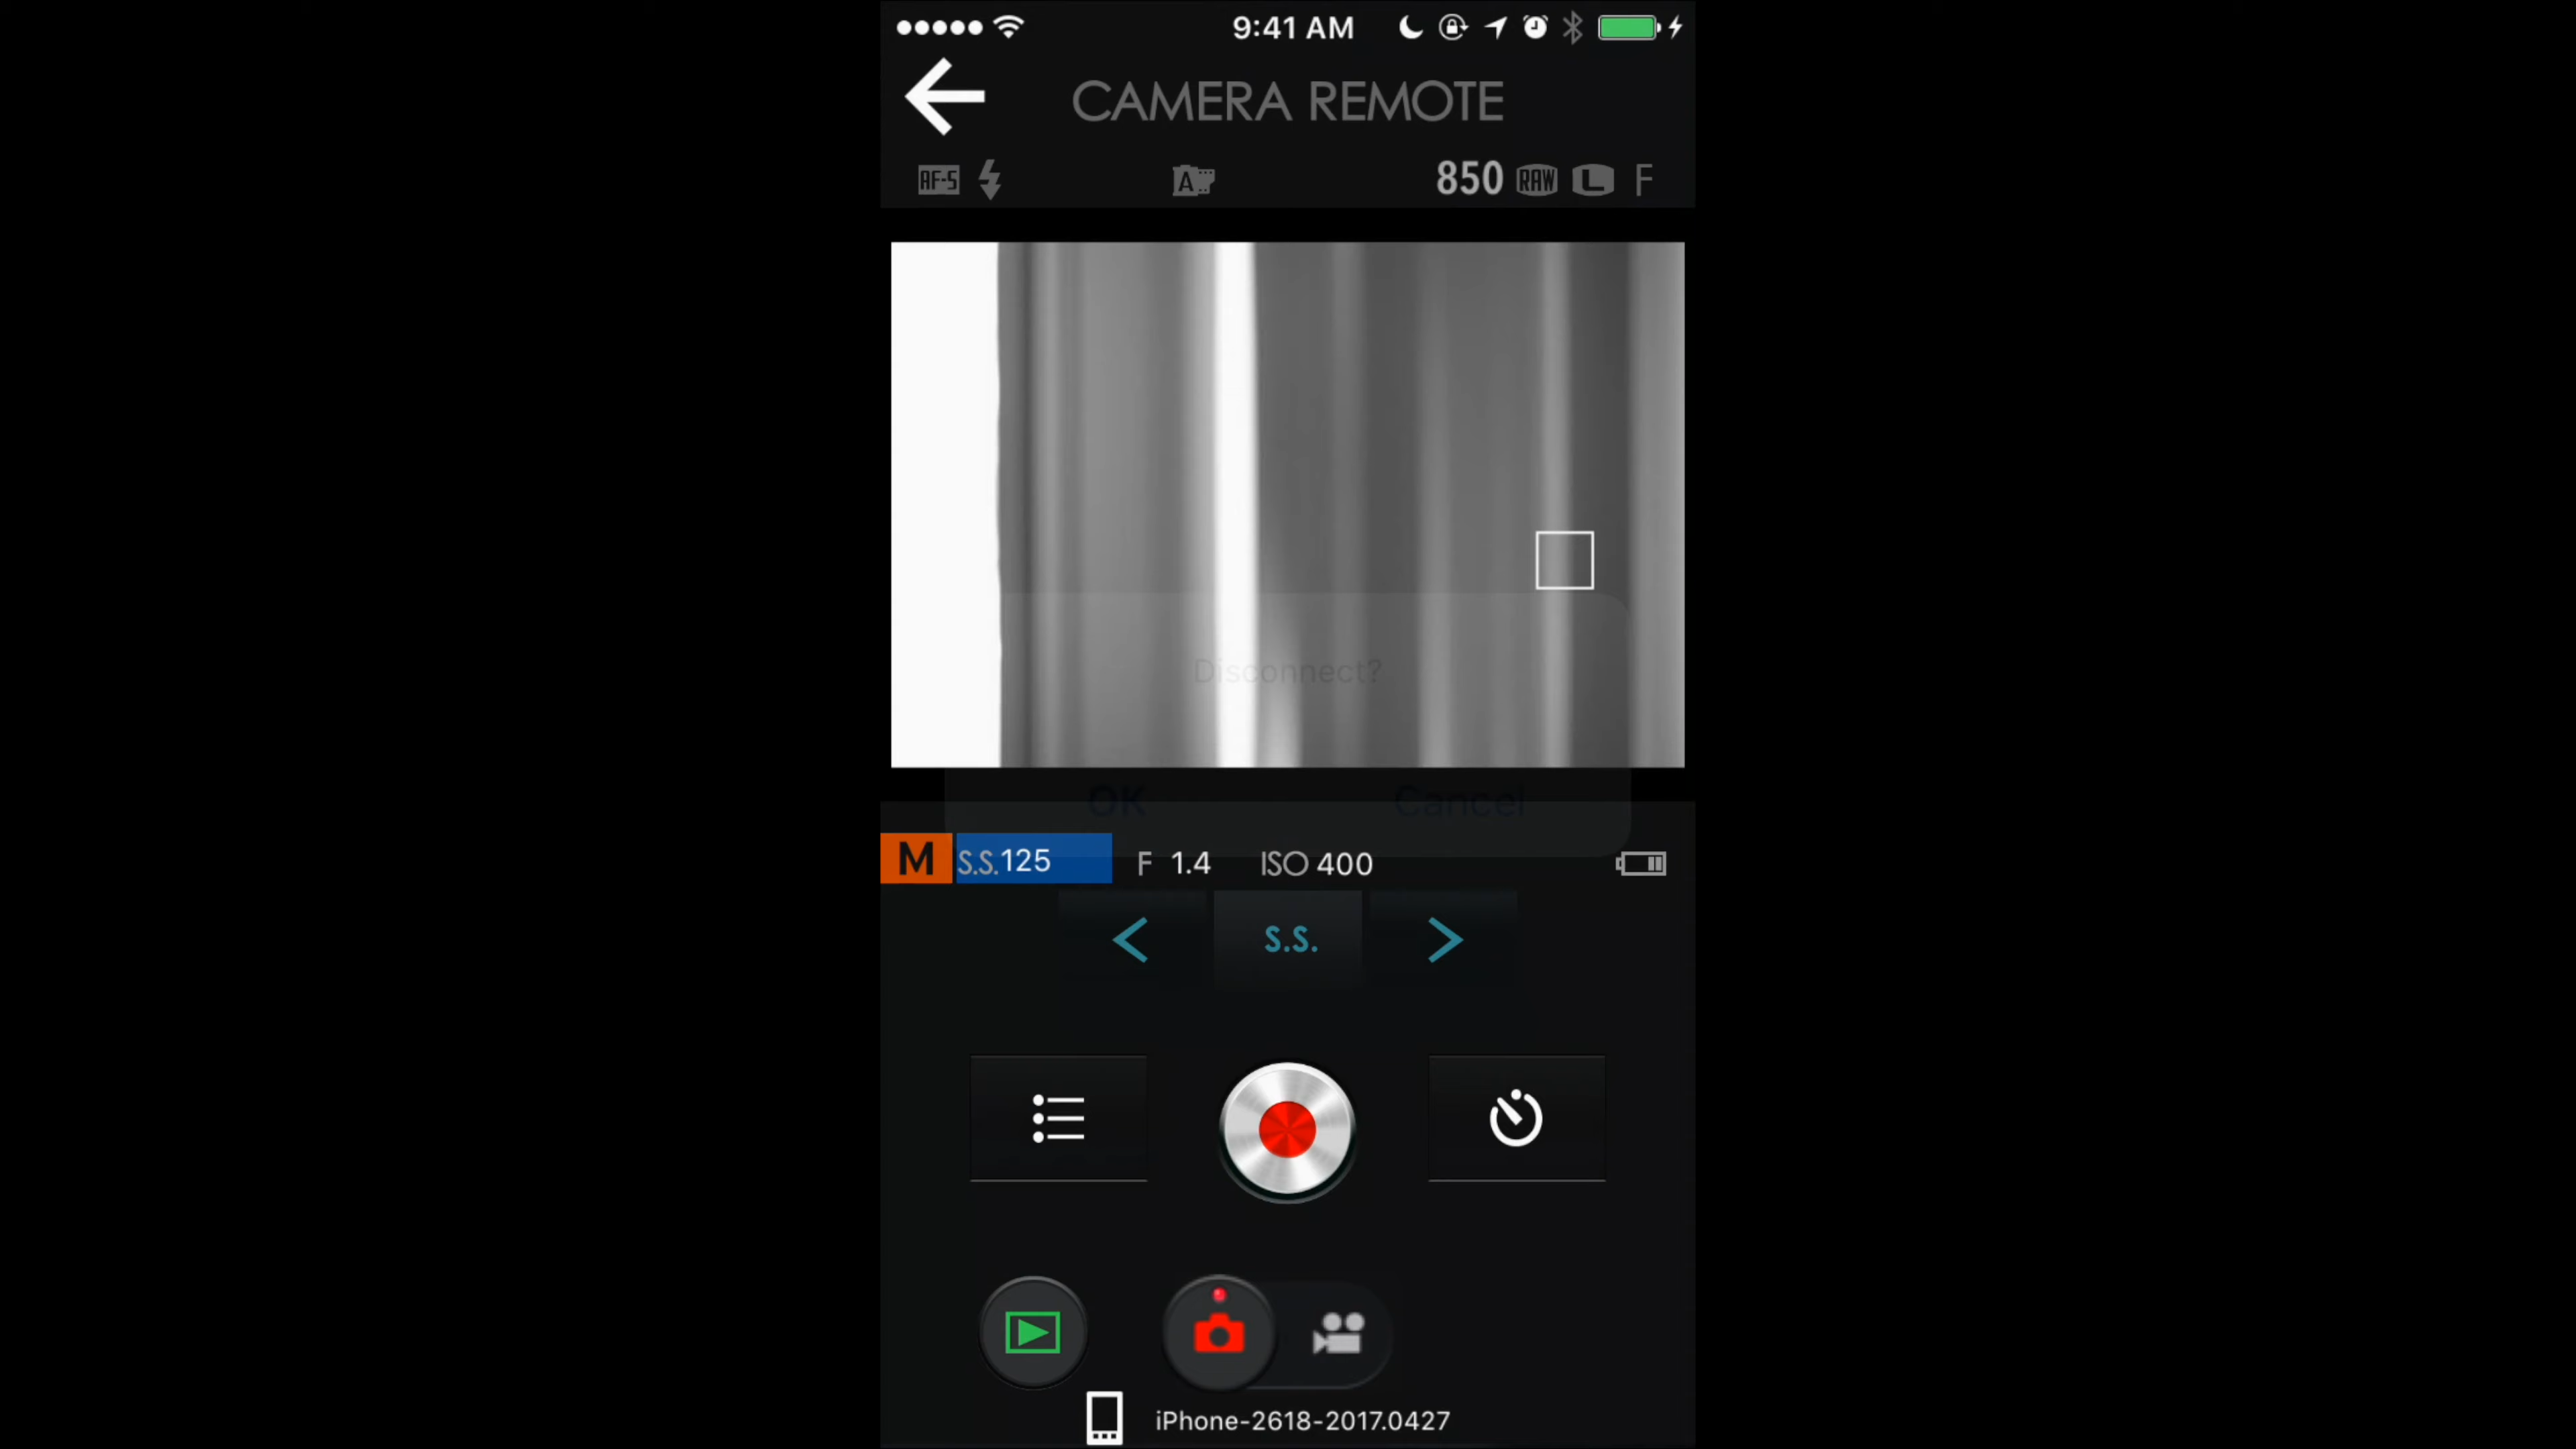 9:41 AM
CAMERA REMOTE
AF-S A 850 RAW L F
Disconnect?
OK Cancel
M S.S.125 F 1.4 ISO 400
< S.S. >
iPhone-2618-2017.0427